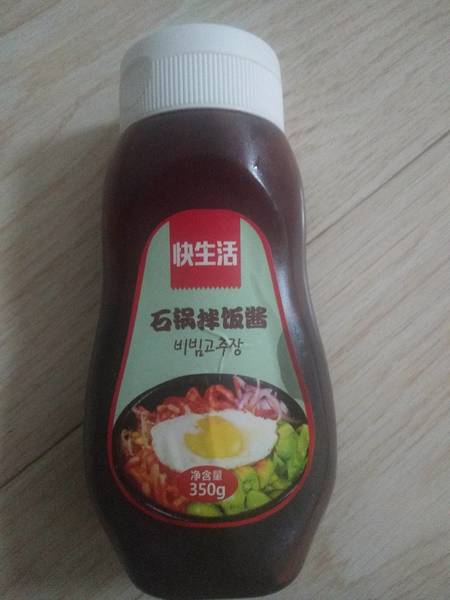 快生活
石锅拌饭酱
비빔고추장
净含量
350g